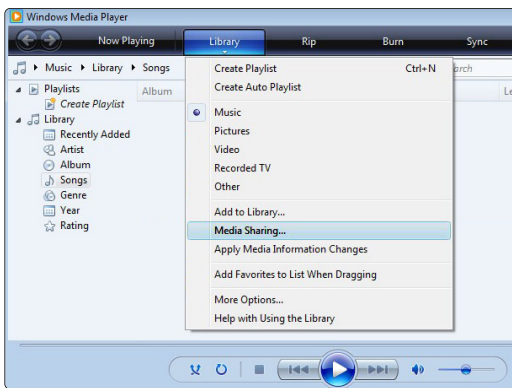 Windows Media Player
Now Playing Library Rip Burn Sync
Music Library Songs
Playlists
Create Playlist
Library
Recently Added
Artist
Album
Songs
Genre
Year
Rating
Album
Create Playlist Ctrl+N
Create Auto Playlist
Music
Pictures
Video
Recorded TV
Other
Add to Library...
Media Sharing...
Apply Media Information Changes
Add Favorites to List When Dragging
More Options...
Help with Using the Library